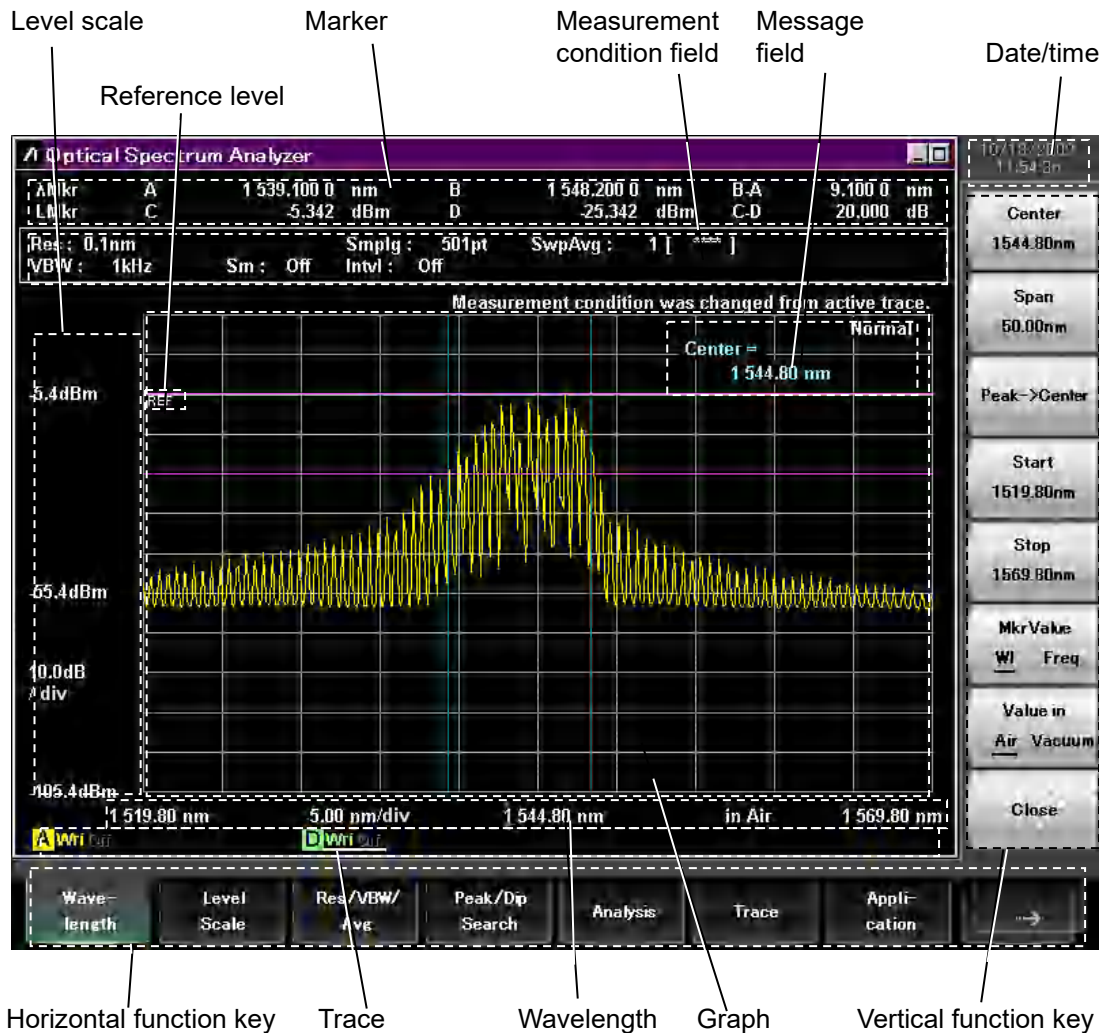 Level scale
Marker
Measurement
condition field
Message
field
Date/time
Reference level
Optical Spectrum Analyzer
λMkr A 1 539.100 0 nm B 1 548.200 0 nm B-A 9.100 0 nm
LMkr C -5.342 dBm D -25.342 dBm C-D 20.000 dB
Res : 0.1nm Smplg : 501pt SwpAvg : 1 [ **** ]
VBW : 1kHz Sm : Off Intvl : Off
Measurement condition was changed from active trace.
Normal
Center =
1 544.80 nm
-5.4dBm
REF
-55.4dBm
10.0dB
/ div
-105.4dBm
1 519.80 nm 5.00 nm/div 1 544.80 nm in Air 1 569.80 nm
A Wri Off
D Wri Off
Center
1544.80nm
Span
50.00nm
Peak->Center
Start
1519.80nm
Stop
1569.80nm
MkrValue
Wl Freq
Value in
Air Vacuum
Close
Wave-
length
Level
Scale
Res/VBW/
Avg
Peak/Dip
Search
Analysis
Trace
Appli-
cation
→
Horizontal function key
Trace
Wavelength
Graph
Vertical function key